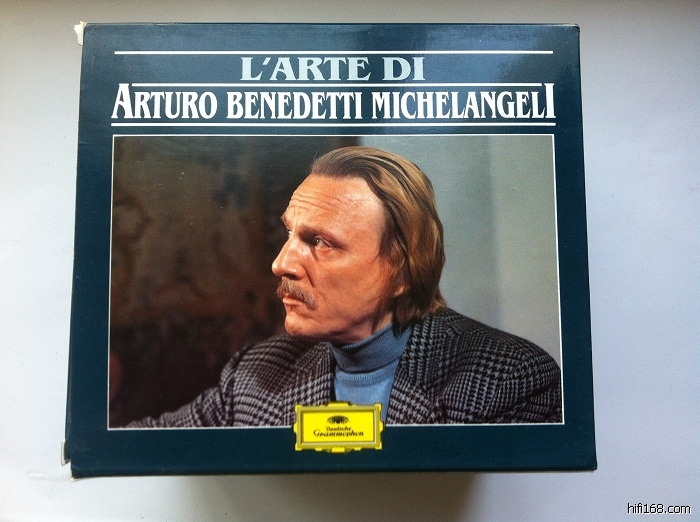 L'ARTE DI
ARTURO BENEDETTI MICHELANGELI
Deutsche
Grammophon
hifi168.com